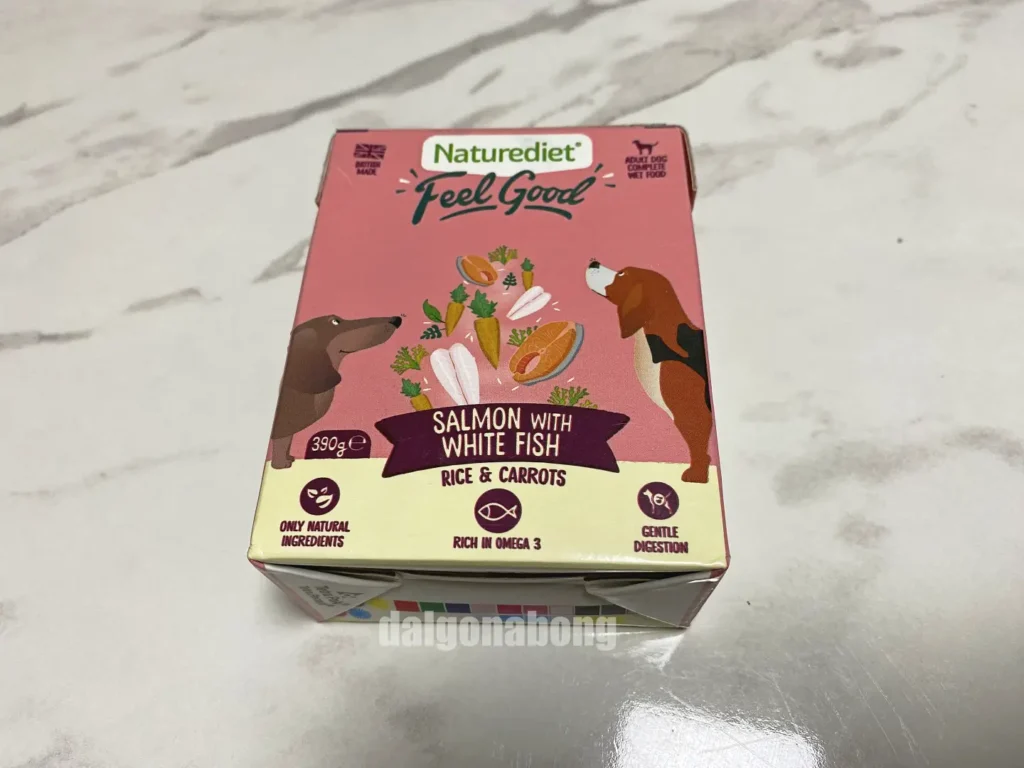 Naturediet®
Feel Good
BRITISH
MADE
ADULT DOG
COMPLETE
WET FOOD
390g ℮
SALMON WITH
WHITE FISH
RICE & CARROTS
ONLY NATURAL
INGREDIENTS
RICH IN OMEGA 3
GENTLE
DIGESTION
dalgonabong